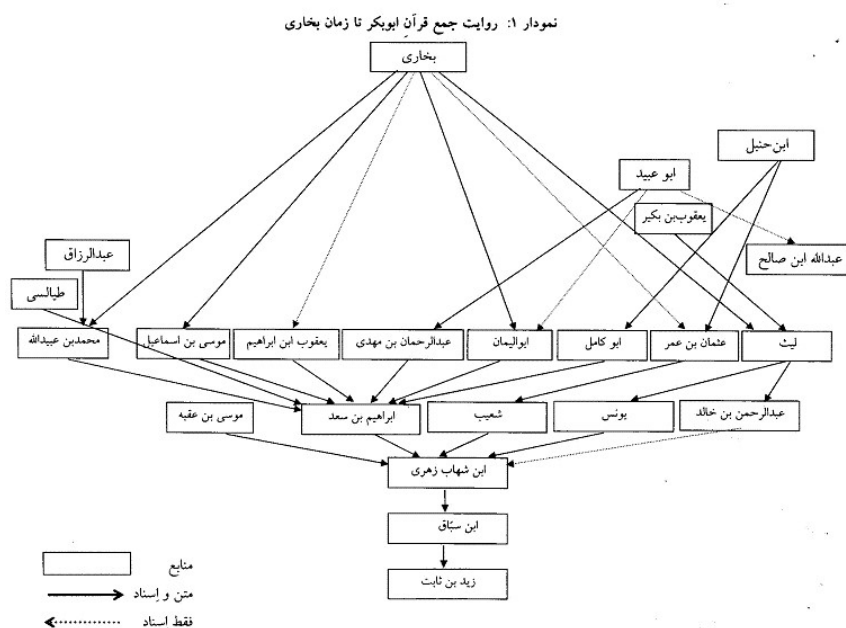 نمودار ۱: روایت جمع قرآنِ ابوبکر تا زمان بخاری
بخاری
ابن‌حنبل
ابو عبید
یعقوب‌بن بکیر
عبدالرزاق
عبدالله ابن صالح
طیالسی
لیث
عثمان بن عمر
ابو کامل
ابوالیمان
عبدالرحمان بن مهدی
یعقوب ابن ابراهیم
موسی بن اسماعیل
محمدبن عبیدالله
عبدالرحمن بن خالد
یونس
شعیب
ابراهیم بن سعد
موسی بن عقبه
ابن شهاب زهری
ابن سبّاق
زید بن ثابت
منابع
متن و اِسناد
فقط اسناد